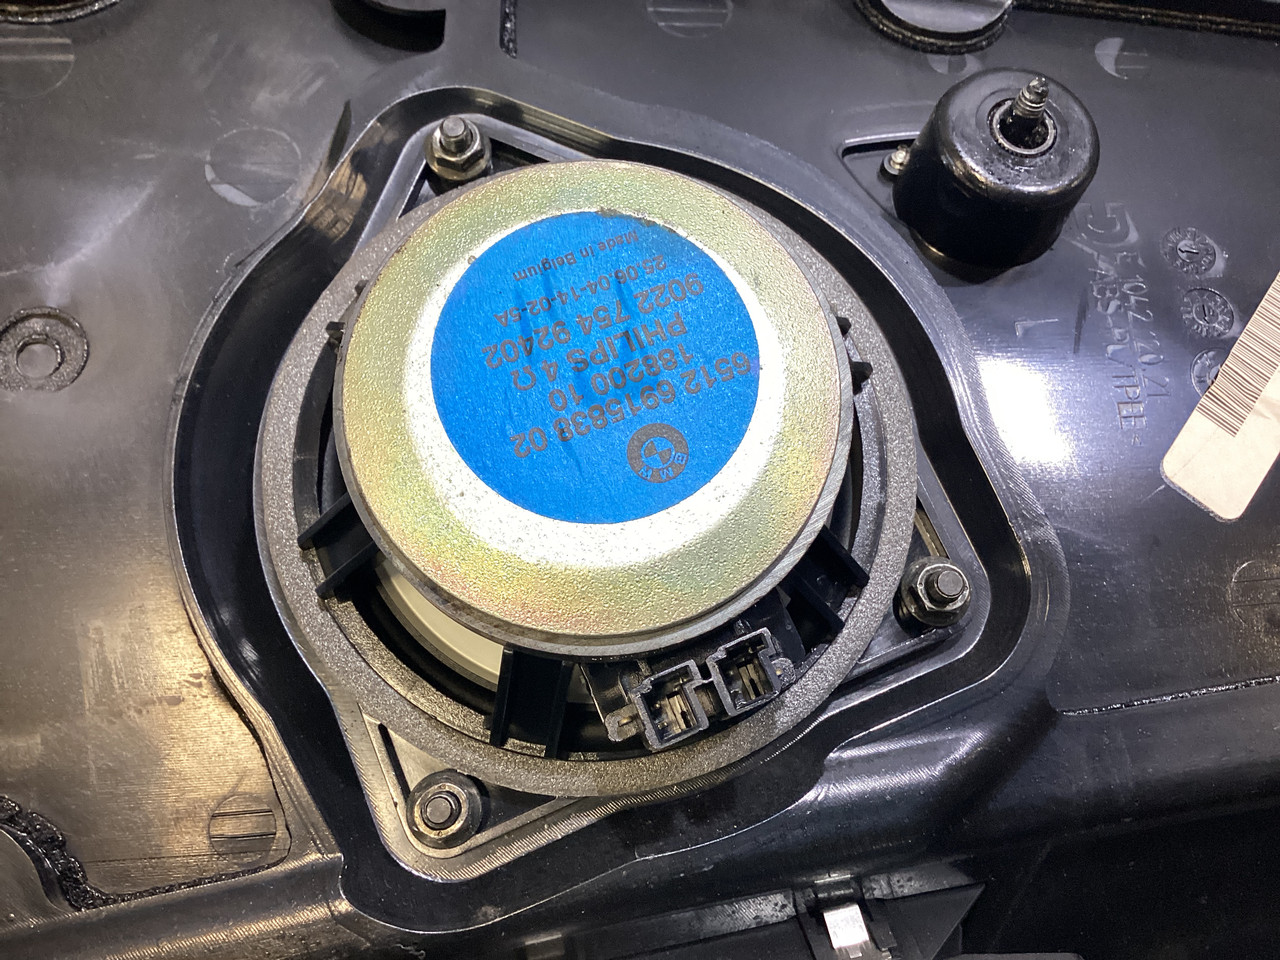 BMW
6512 6915838 02
188200 10
PHILIPS 4 Ω
9022 754 92402
25.06.04-14-02-5A
Made in Belgium
L